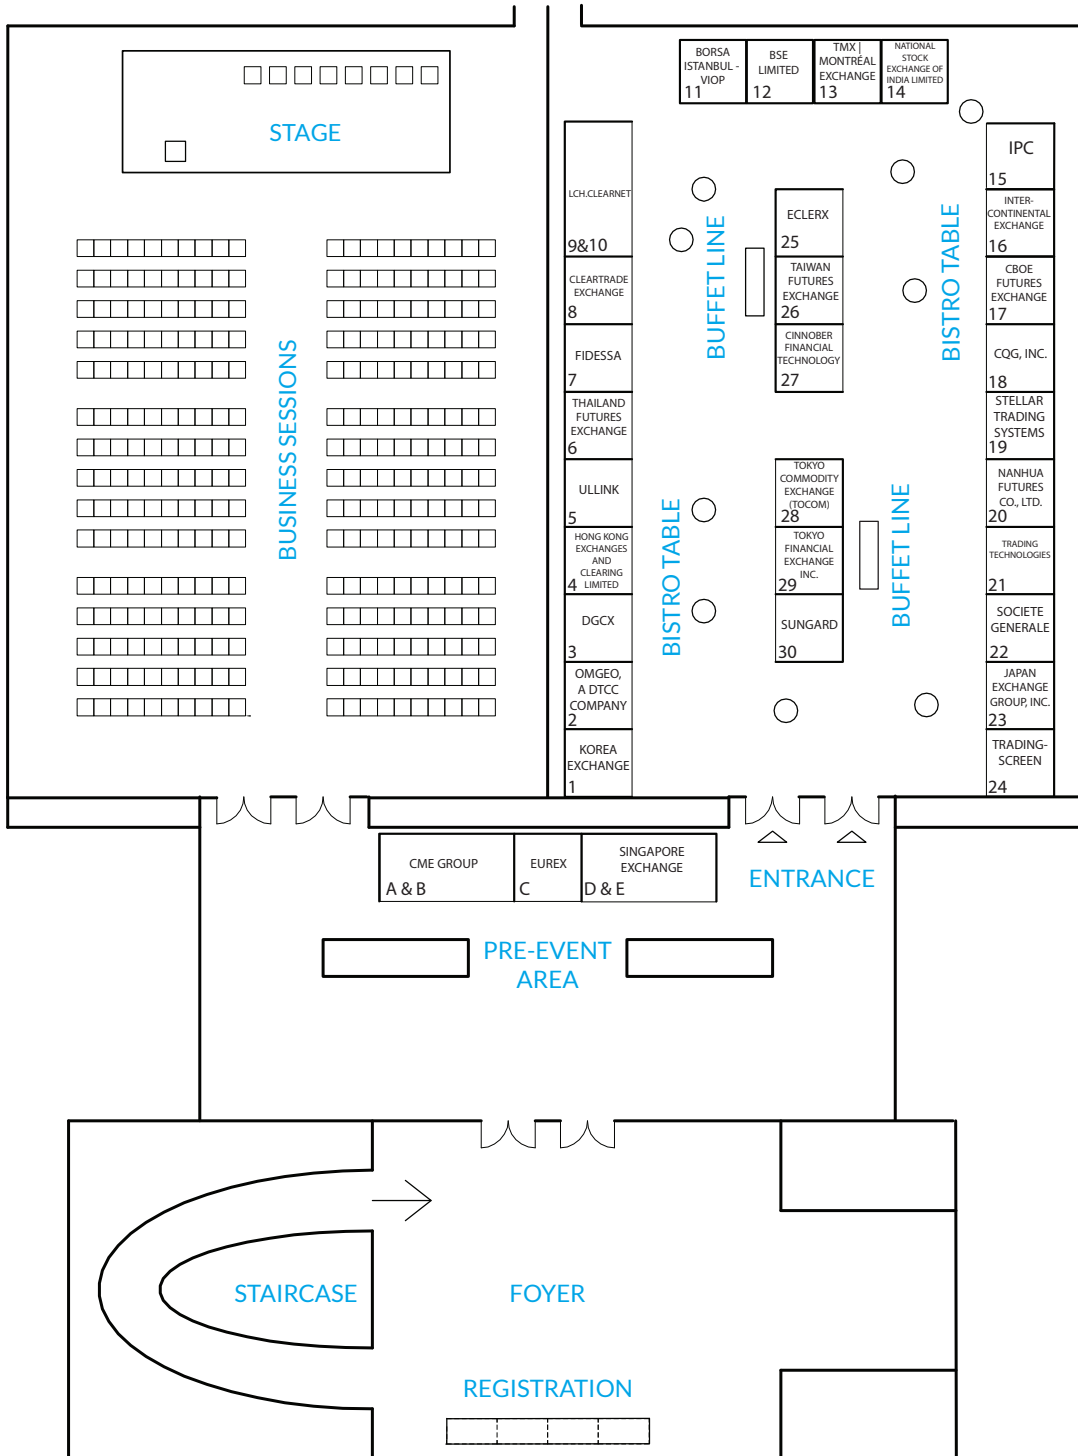 BORSA
ISTANBUL -
VIOP
11
BSE
LIMITED
12
TMX |
MONTRÉAL
EXCHANGE
13
NATIONAL
STOCK
EXCHANGE OF
INDIA LIMITED
14
STAGE
LCH.CLEARNET
9&10
CLEARTRADE
EXCHANGE
8
FIDESSA
7
THAILAND
FUTURES
EXCHANGE
6
ULLINK
5
HONG KONG
EXCHANGES
AND
CLEARING
LIMITED
4
DGCX
3
OMGEO,
A DTCC
COMPANY
2
KOREA
EXCHANGE
1
BUSINESS SESSIONS
BUFFET LINE
BISTRO TABLE
ECLERX
25
TAIWAN
FUTURES
EXCHANGE
26
CINNOBER
FINANCIAL
TECHNOLOGY
27
TOKYO
COMMODITY
EXCHANGE
(TOCOM)
28
TOKYO
FINANCIAL
EXCHANGE
INC.
29
SUNGARD
30
BISTRO TABLE
BUFFET LINE
IPC
15
INTER-
CONTINENTAL
EXCHANGE
16
CBOE
FUTURES
EXCHANGE
17
CQG, INC.
18
STELLAR
TRADING
SYSTEMS
19
NANHUA
FUTURES
CO., LTD.
20
TRADING
TECHNOLOGIES
21
SOCIETE
GENERALE
22
JAPAN
EXCHANGE
GROUP, INC.
23
TRADING-
SCREEN
24
CME GROUP
A & B
EUREX
C
SINGAPORE
EXCHANGE
D & E
ENTRANCE
PRE-EVENT
AREA
STAIRCASE
FOYER
REGISTRATION